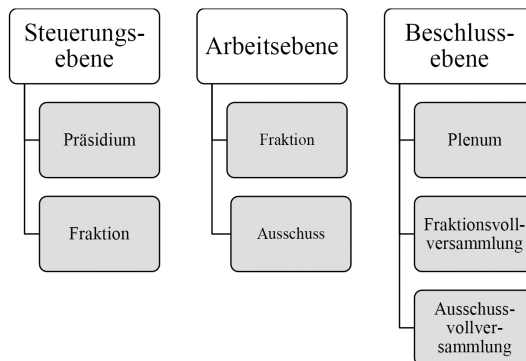 Steuerungs-
ebene
Präsidium
Fraktion
Arbeitsebene
Fraktion
Ausschuss
Beschluss-
ebene
Plenum
Fraktionsvoll-
versammlung
Ausschuss-
vollver-
sammlung